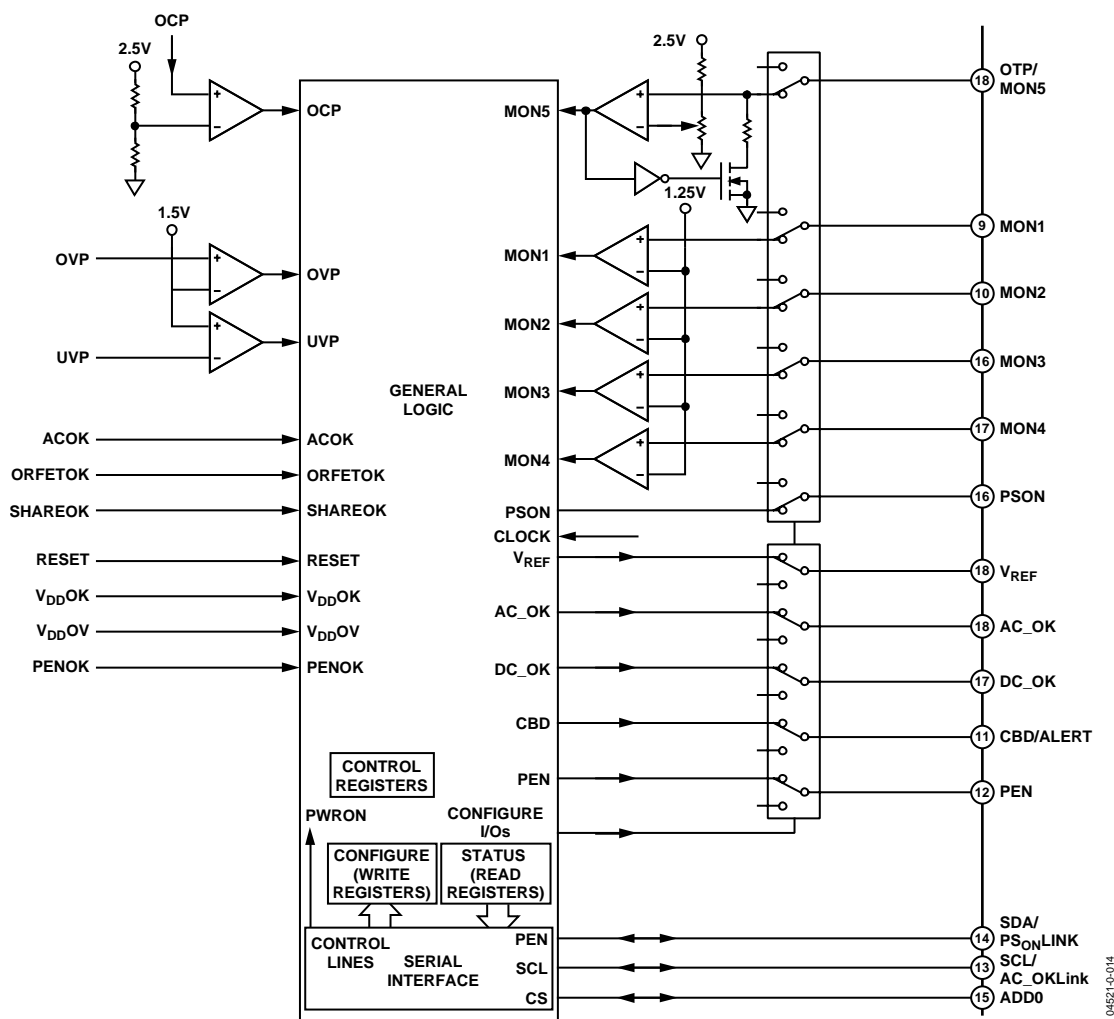 OCP
2.5V
OCP
1.5V
OVP
OVP
UVP
UVP
ACOK
ACOK
ORFETOK
ORFETOK
SHAREOK
SHAREOK
RESET
RESET
VDDOK
VDDOK
VDDOV
VDDOV
PENOK
PENOK
GENERAL
LOGIC
CONTROL
REGISTERS
PWRON
CONFIGURE
(WRITE
REGISTERS)
STATUS
(READ
REGISTERS)
CONTROL
LINES
SERIAL
INTERFACE
PEN
SCL
CS
MON5
MON1
MON2
MON3
MON4
PSON
CLOCK
VREF
AC_OK
DC_OK
CBD
PEN
CONFIGURE
I/Os
2.5V
1.25V
18 OTP/
MON5
9 MON1
10 MON2
16 MON3
17 MON4
16 PSON
18 VREF
18 AC_OK
17 DC_OK
11 CBD/ALERT
12 PEN
14 SDA/
PSONLINK
13 SCL/
AC_OKLink
15 ADD0
04521-0-014
+
−
+
−
+
−
+
−
+
−
+
−
+
−
+
−